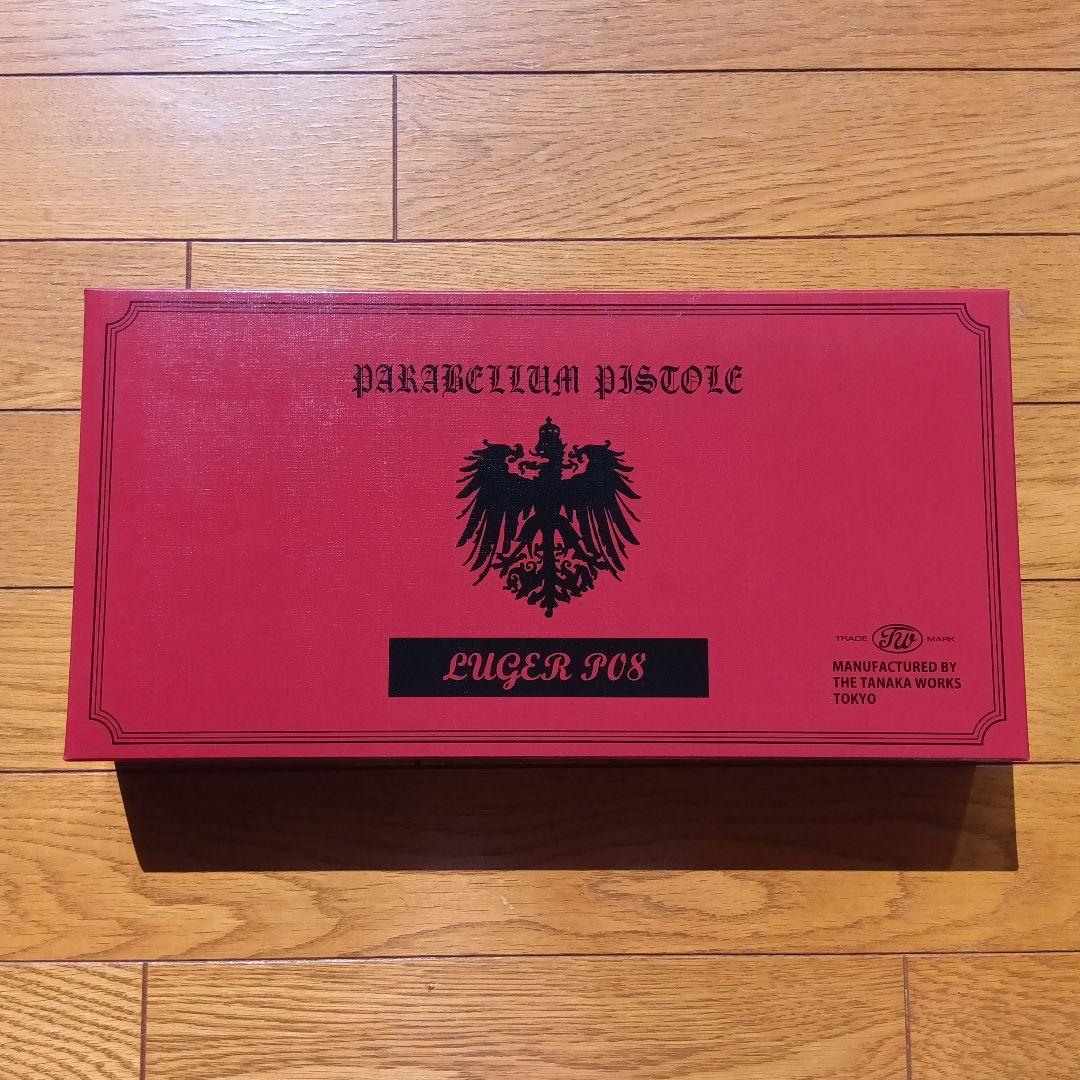 PARABELLUM PISTOLE
LUGER P08
TRADE TW MARK
MANUFACTURED BY
THE TANAKA WORKS
TOKYO